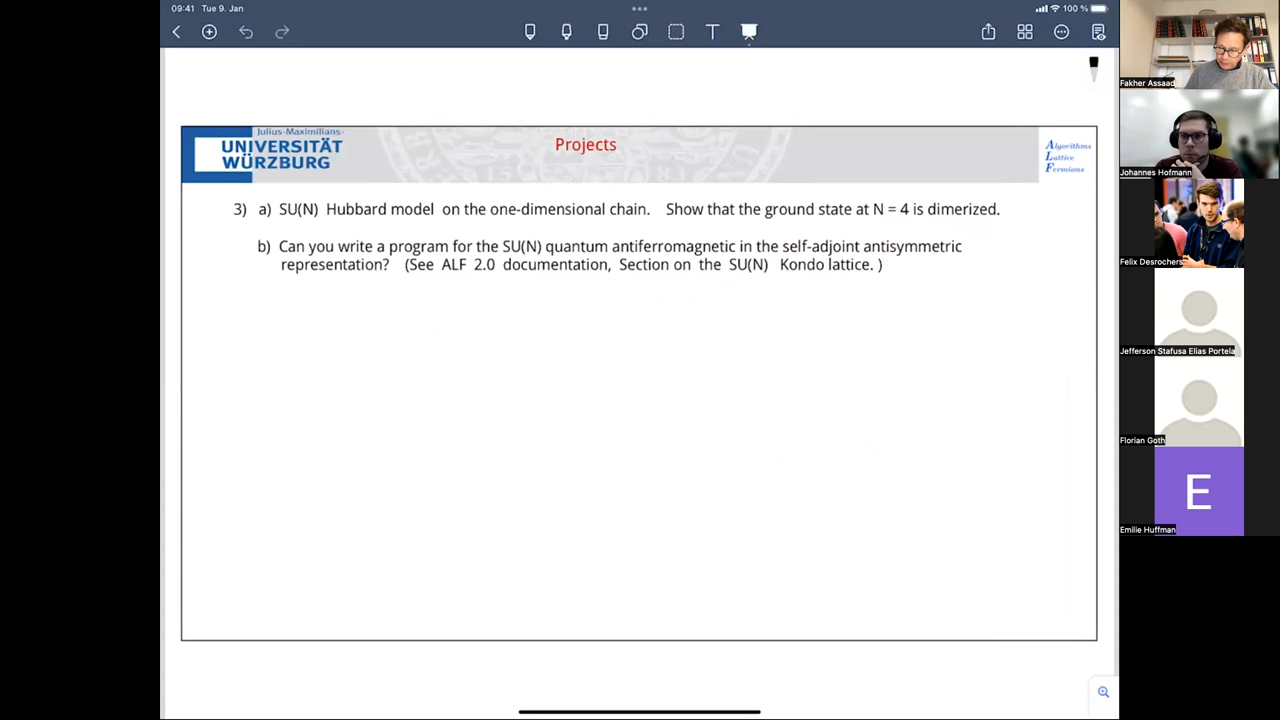 09:41 Tue 9. Jan
100 %
T
Julius-Maximilians-
UNIVERSITÄT
WÜRZBURG
Projects
Algorithms
Lattice
Fermions
3) a) SU(N) Hubbard model on the one-dimensional chain. Show that the ground state at N = 4 is dimerized.
b) Can you write a program for the SU(N) quantum antiferromagnetic in the self-adjoint antisymmetric
representation? (See ALF 2.0 documentation, Section on the SU(N) Kondo lattice. )
Fakher Assaad
Johannes Hofmann
Felix Desrochers
Jefferson Stafusa Elias Portela
Florian Goth
E
Emilie Huffman